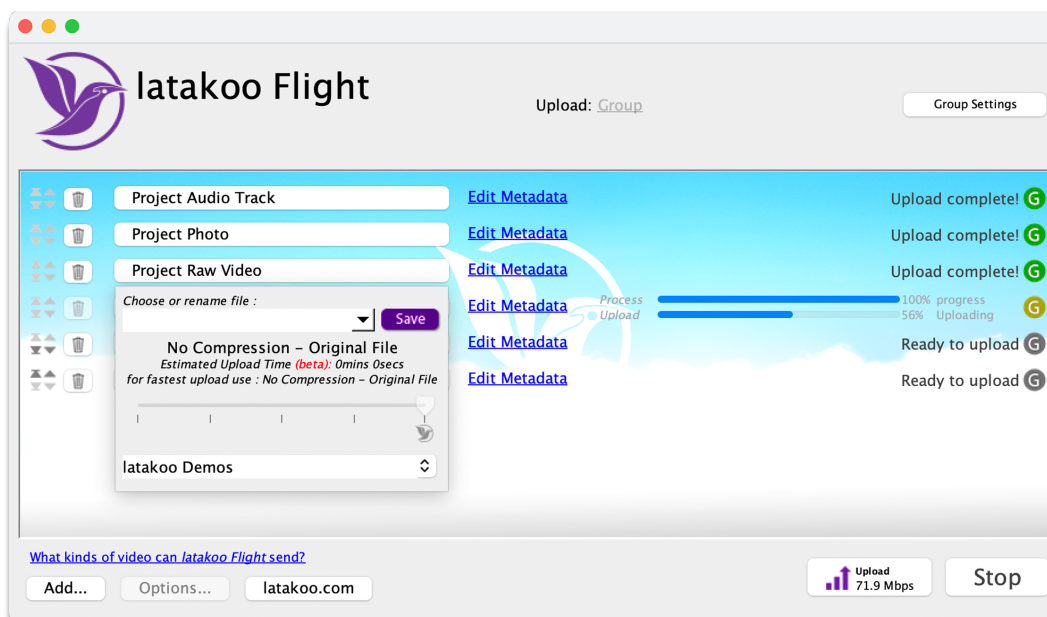 latakoo Flight
Upload: Group
Group Settings
Project Audio Track Edit Metadata Upload complete! G
Project Photo Edit Metadata Upload complete! G
Project Raw Video Edit Metadata Upload complete! G
Edit Metadata Process 100% progress G
Upload 56% Uploading
Edit Metadata Ready to upload G
Edit Metadata Ready to upload G
Choose or rename file :
Save
No Compression – Original File
Estimated Upload Time (beta): 0mins 0secs
for fastest upload use : No Compression – Original File
latakoo Demos
What kinds of video can latakoo Flight send?
Add... Options... latakoo.com
Upload
71.9 Mbps
Stop